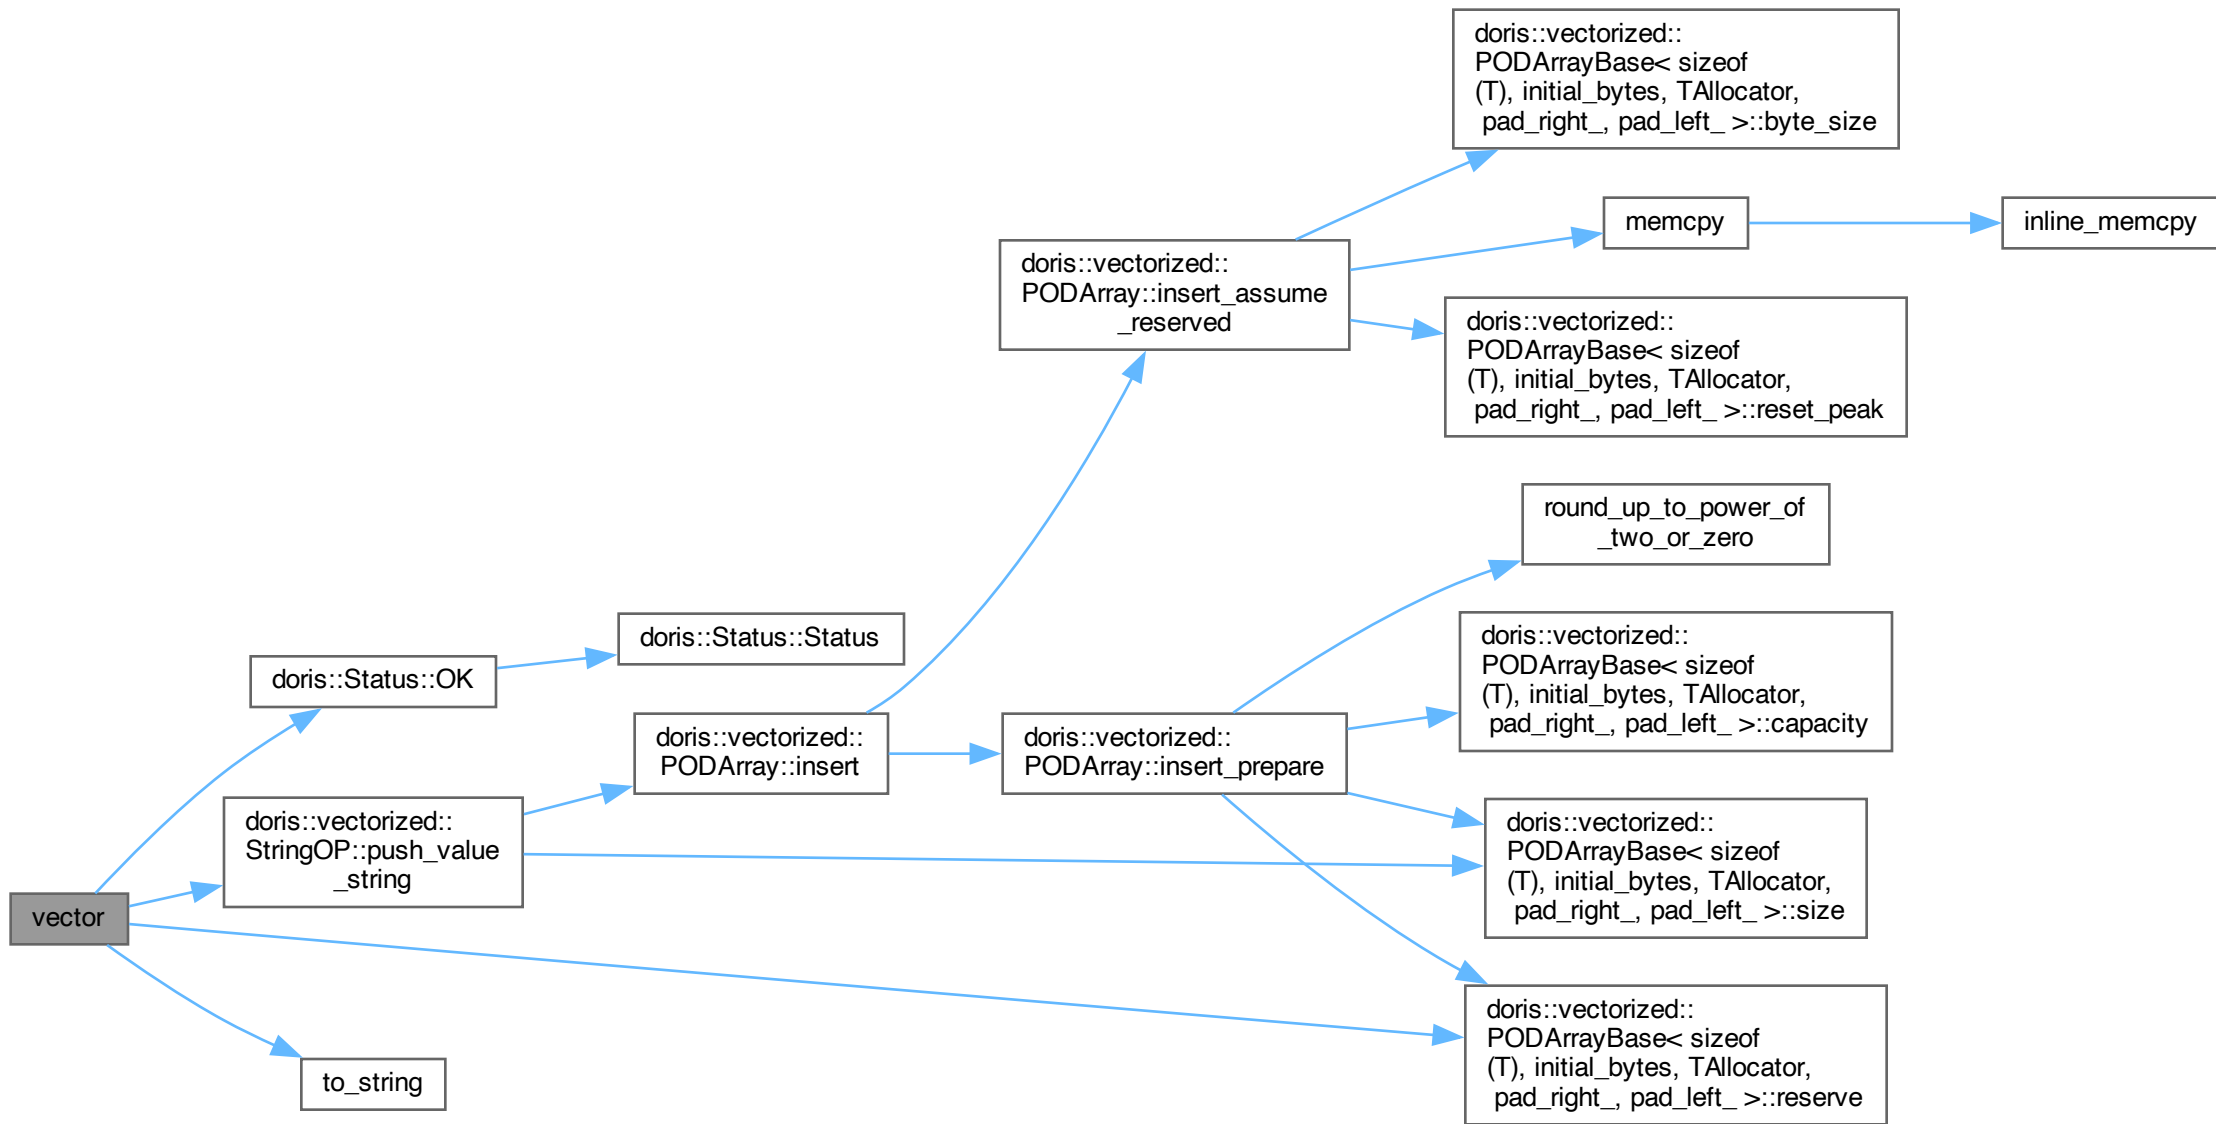 vector
doris::Status::OK
doris::vectorized::
StringOP::push_value
_string
to_string
doris::Status::Status
doris::vectorized::
PODArray::insert
doris::vectorized::
PODArray::insert_assume
_reserved
doris::vectorized::
PODArray::insert_prepare
doris::vectorized::
PODArrayBase< sizeof
(T), initial_bytes, TAllocator,
pad_right_, pad_left_ >::byte_size
memcpy
inline_memcpy
doris::vectorized::
PODArrayBase< sizeof
(T), initial_bytes, TAllocator,
pad_right_, pad_left_ >::reset_peak
round_up_to_power_of
_two_or_zero
doris::vectorized::
PODArrayBase< sizeof
(T), initial_bytes, TAllocator,
pad_right_, pad_left_ >::capacity
doris::vectorized::
PODArrayBase< sizeof
(T), initial_bytes, TAllocator,
pad_right_, pad_left_ >::size
doris::vectorized::
PODArrayBase< sizeof
(T), initial_bytes, TAllocator,
pad_right_, pad_left_ >::reserve